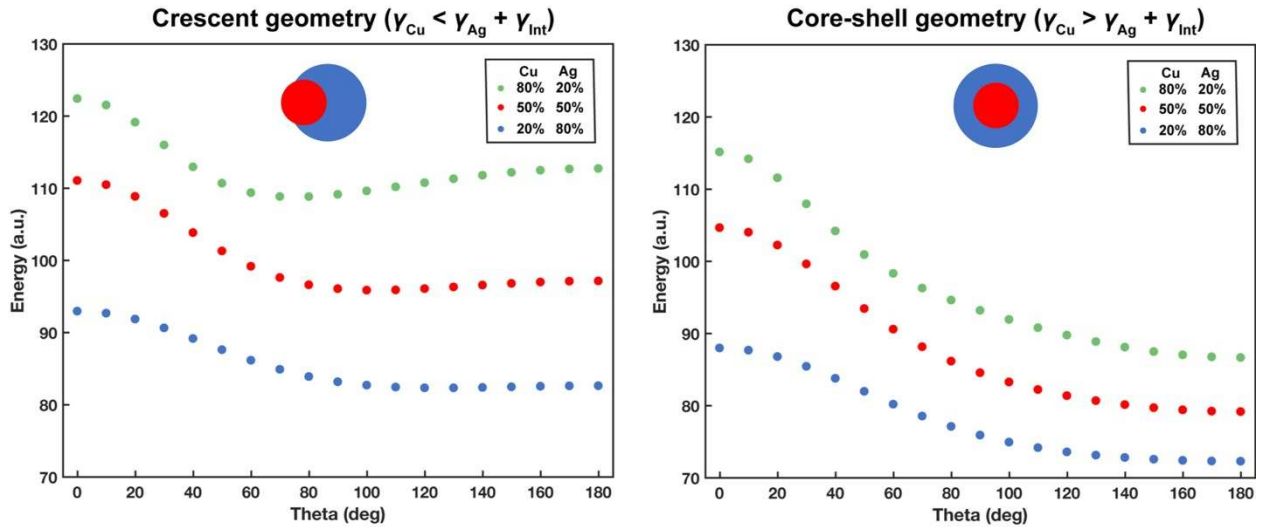 Crescent geometry (γCu < γAg + γInt)
130
120
110
100
90
80
70
Energy (a.u.)
Cu Ag
80% 20%
50% 50%
20% 80%
0 20 40 60 80 100 120 140 160 180
Theta (deg)
Core-shell geometry (γCu > γAg + γInt)
130
120
110
100
90
80
70
Energy (a.u.)
Cu Ag
80% 20%
50% 50%
20% 80%
0 20 40 60 80 100 120 140 160 180
Theta (deg)